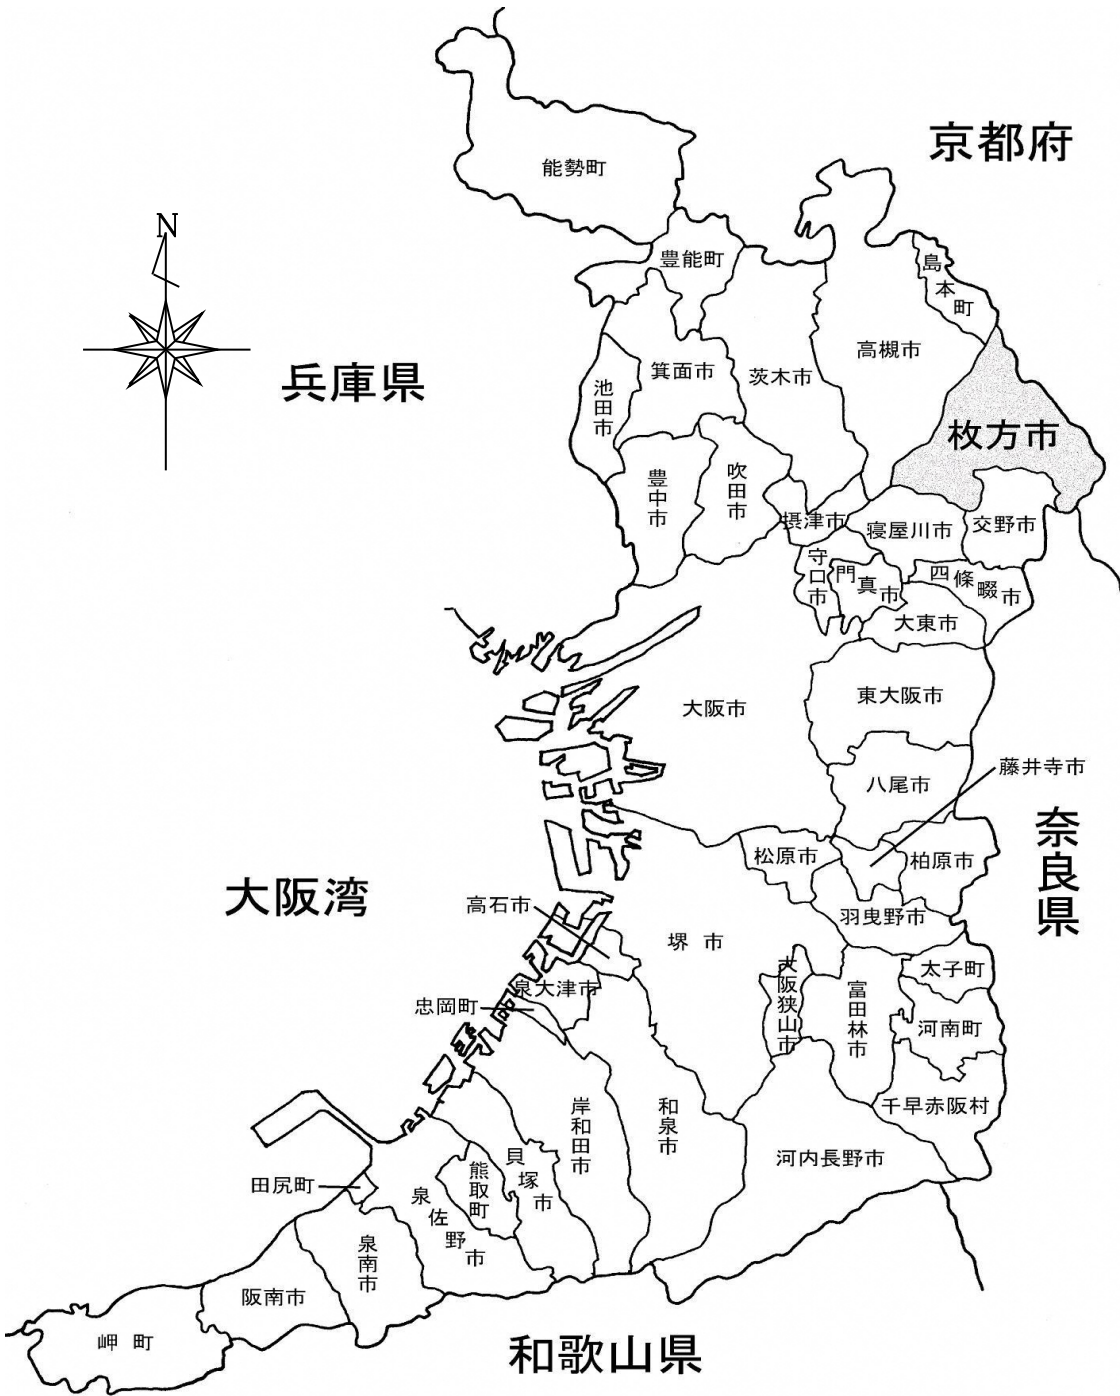 京都府
能勢町
N
豊能町
島本町
高槻市
箕面市
茨木市
兵庫県
池田市
枚方市
豊中市
吹田市
摂津市
寝屋川市
交野市
守口市
門真市
四條畷市
大東市
大阪市
東大阪市
藤井寺市
八尾市
奈良県
松原市
柏原市
大阪湾
高石市
羽曳野市
堺市
大阪狭山市
太子町
泉大津市
忠岡町
富田林市
河南町
千早赤阪村
岸和田市
和泉市
河内長野市
貝塚市
熊取町
田尻町
泉佐野市
泉南市
阪南市
岬町
和歌山県